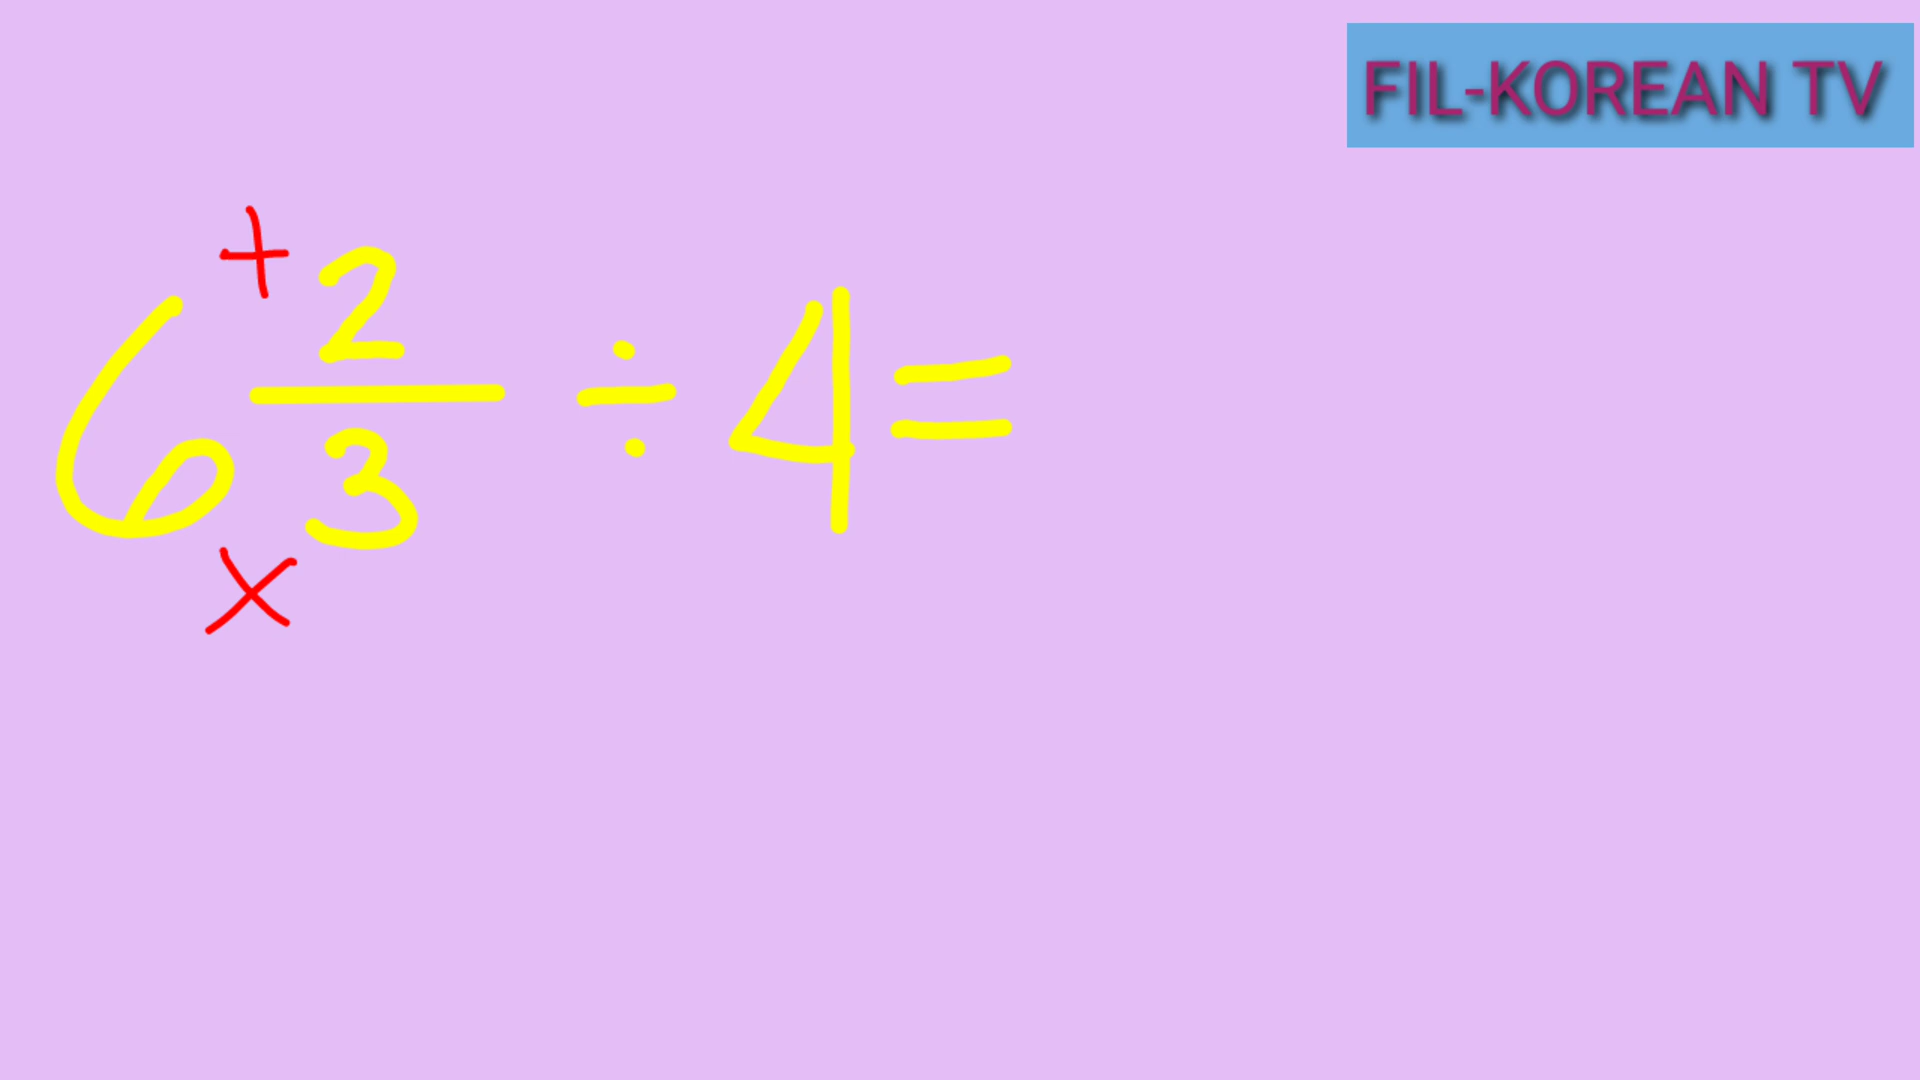 FIL-KOREAN TV
+
6 2/3 ÷ 4 =
×